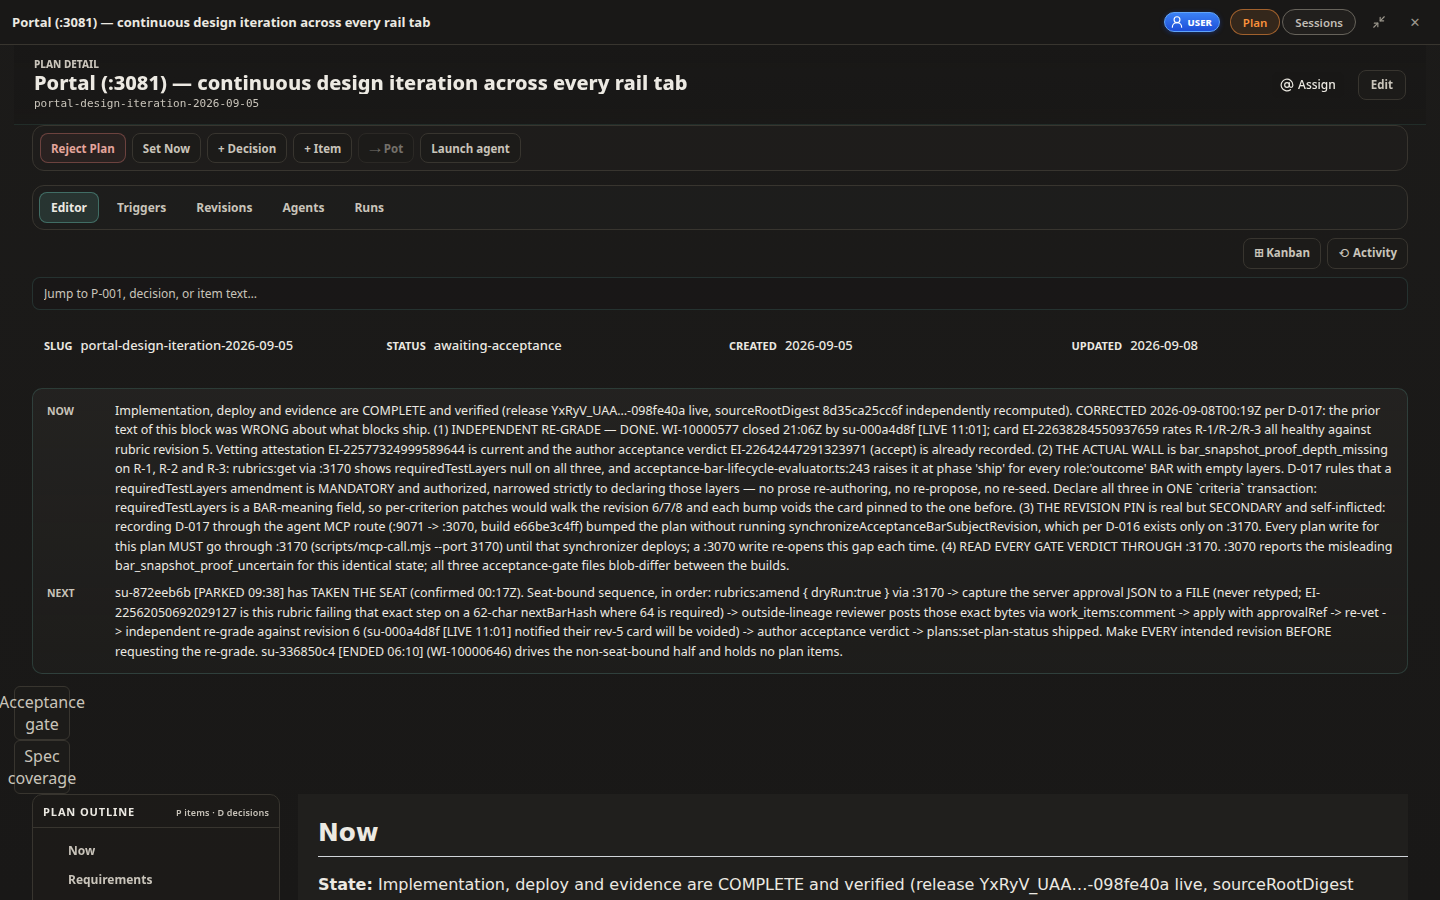 Portal (:3081) — continuous design iteration across every rail tab
USER
Plan
Sessions
PLAN DETAIL
Portal (:3081) — continuous design iteration across every rail tab
portal-design-iteration-2026-09-05
@ Assign
Edit
Reject Plan
Set Now
+ Decision
+ Item
→ Pot
Launch agent
Editor
Triggers
Revisions
Agents
Runs
⊞ Kanban
⟲ Activity
Jump to P-001, decision, or item text...
SLUG portal-design-iteration-2026-09-05
STATUS awaiting-acceptance
CREATED 2026-09-05
UPDATED 2026-09-08
NOW
Implementation, deploy and evidence are COMPLETE and verified (release YxRyV_UAA...-098fe40a live, sourceRootDigest 8d35ca25cc6f independently recomputed). CORRECTED 2026-09-08T00:19Z per D-017: the prior
text of this block was WRONG about what blocks ship. (1) INDEPENDENT RE-GRADE — DONE. WI-10000577 closed 21:06Z by su-000a4d8f [LIVE 11:01]; card EI-22638284550937659 rates R-1/R-2/R-3 all healthy against
rubric revision 5. Vetting attestation EI-22577324999589644 is current and the author acceptance verdict EI-22642447291323971 (accept) is already recorded. (2) THE ACTUAL WALL is bar_snapshot_proof_depth_missing
on R-1, R-2 and R-3: rubrics:get via :3170 shows requiredTestLayers null on all three, and acceptance-bar-lifecycle-evaluator.ts:243 raises it at phase 'ship' for every role:'outcome' BAR with empty layers. D-017 rules that a
requiredTestLayers amendment is MANDATORY and authorized, narrowed strictly to declaring those layers — no prose re-authoring, no re-propose, no re-seed. Declare all three in ONE `criteria` transaction:
requiredTestLayers is a BAR-meaning field, so per-criterion patches would walk the revision 6/7/8 and each bump voids the card pinned to the one before. (3) THE REVISION PIN is real but SECONDARY and self-inflicted:
recording D-017 through the agent MCP route (:9071 -> :3070, build e66be3c4ff) bumped the plan without running synchronizeAcceptanceBarSubjectRevision, which per D-016 exists only on :3170. Every plan write for
this plan MUST go through :3170 (scripts/mcp-call.mjs --port 3170) until that synchronizer deploys; a :3070 write re-opens this gap each time. (4) READ EVERY GATE VERDICT THROUGH :3170. :3070 reports the misleading
bar_snapshot_proof_uncertain for this identical state; all three acceptance-gate files blob-differ between the builds.
NEXT
su-872eeb6b [PARKED 09:38] has TAKEN THE SEAT (confirmed 00:17Z). Seat-bound sequence, in order: rubrics:amend { dryRun:true } via :3170 -> capture the server approval JSON to a FILE (never retyped; EI-
22562050692029127 is this rubric failing that exact step on a 62-char nextBarHash where 64 is required) -> outside-lineage reviewer posts those exact bytes via work_items:comment -> apply with approvalRef -> re-vet -
> independent re-grade against revision 6 (su-000a4d8f [LIVE 11:01] notified their rev-5 card will be voided) -> author acceptance verdict -> plans:set-plan-status shipped. Make EVERY intended revision BEFORE
requesting the re-grade. su-336850c4 [ENDED 06:10] (WI-10000646) drives the non-seat-bound half and holds no plan items.
Acceptance
gate
Spec
coverage
PLAN OUTLINE
P items · D decisions
Now
Requirements
Now
State: Implementation, deploy and evidence are COMPLETE and verified (release YxRyV_UAA...-098fe40a live, sourceRootDigest